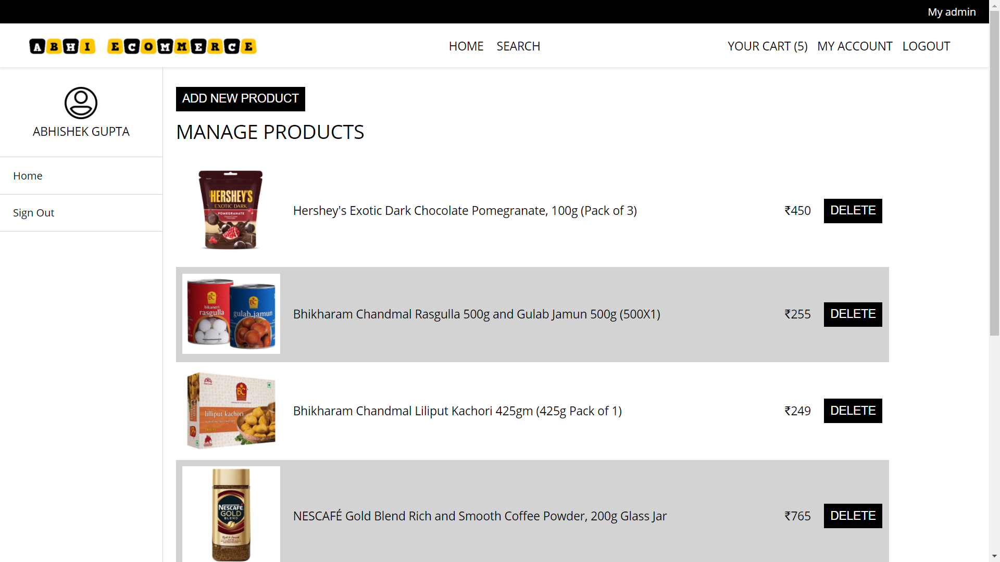 My admin
ABHI ECOMMERCE
HOME SEARCH
YOUR CART (5) MY ACCOUNT LOGOUT
ABHISHEK GUPTA
Home
Sign Out
ADD NEW PRODUCT
MANAGE PRODUCTS
HERSHEY'S
EXOTIC DARK
POMEGRANATE
Hershey's Exotic Dark Chocolate Pomegranate, 100g (Pack of 3)
₹450
DELETE
BC
bikaneri
rasgulla
BC
gulab jamun
Bhikharam Chandmal Rasgulla 500g and Gulab Jamun 500g (500X1)
₹255
DELETE
BC
lilliput kachori
Bhikharam Chandmal Liliput Kachori 425gm (425g Pack of 1)
₹249
DELETE
NESCAFÉ
GOLD
BLEND
Rich & Smooth
NESCAFÉ Gold Blend Rich and Smooth Coffee Powder, 200g Glass Jar
₹765
DELETE